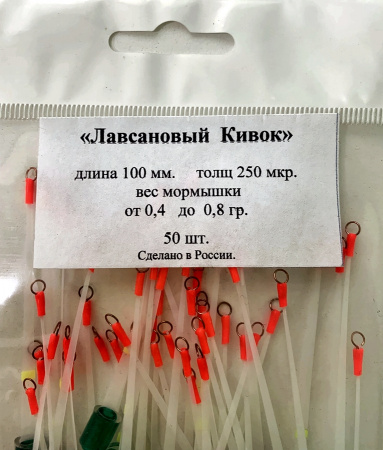 «Лавсановый Кивок»
длина 100 мм. толщ 250 мкр.
вес мормышки
от 0,4 до 0,8 гр.
50 шт.
Сделано в России.